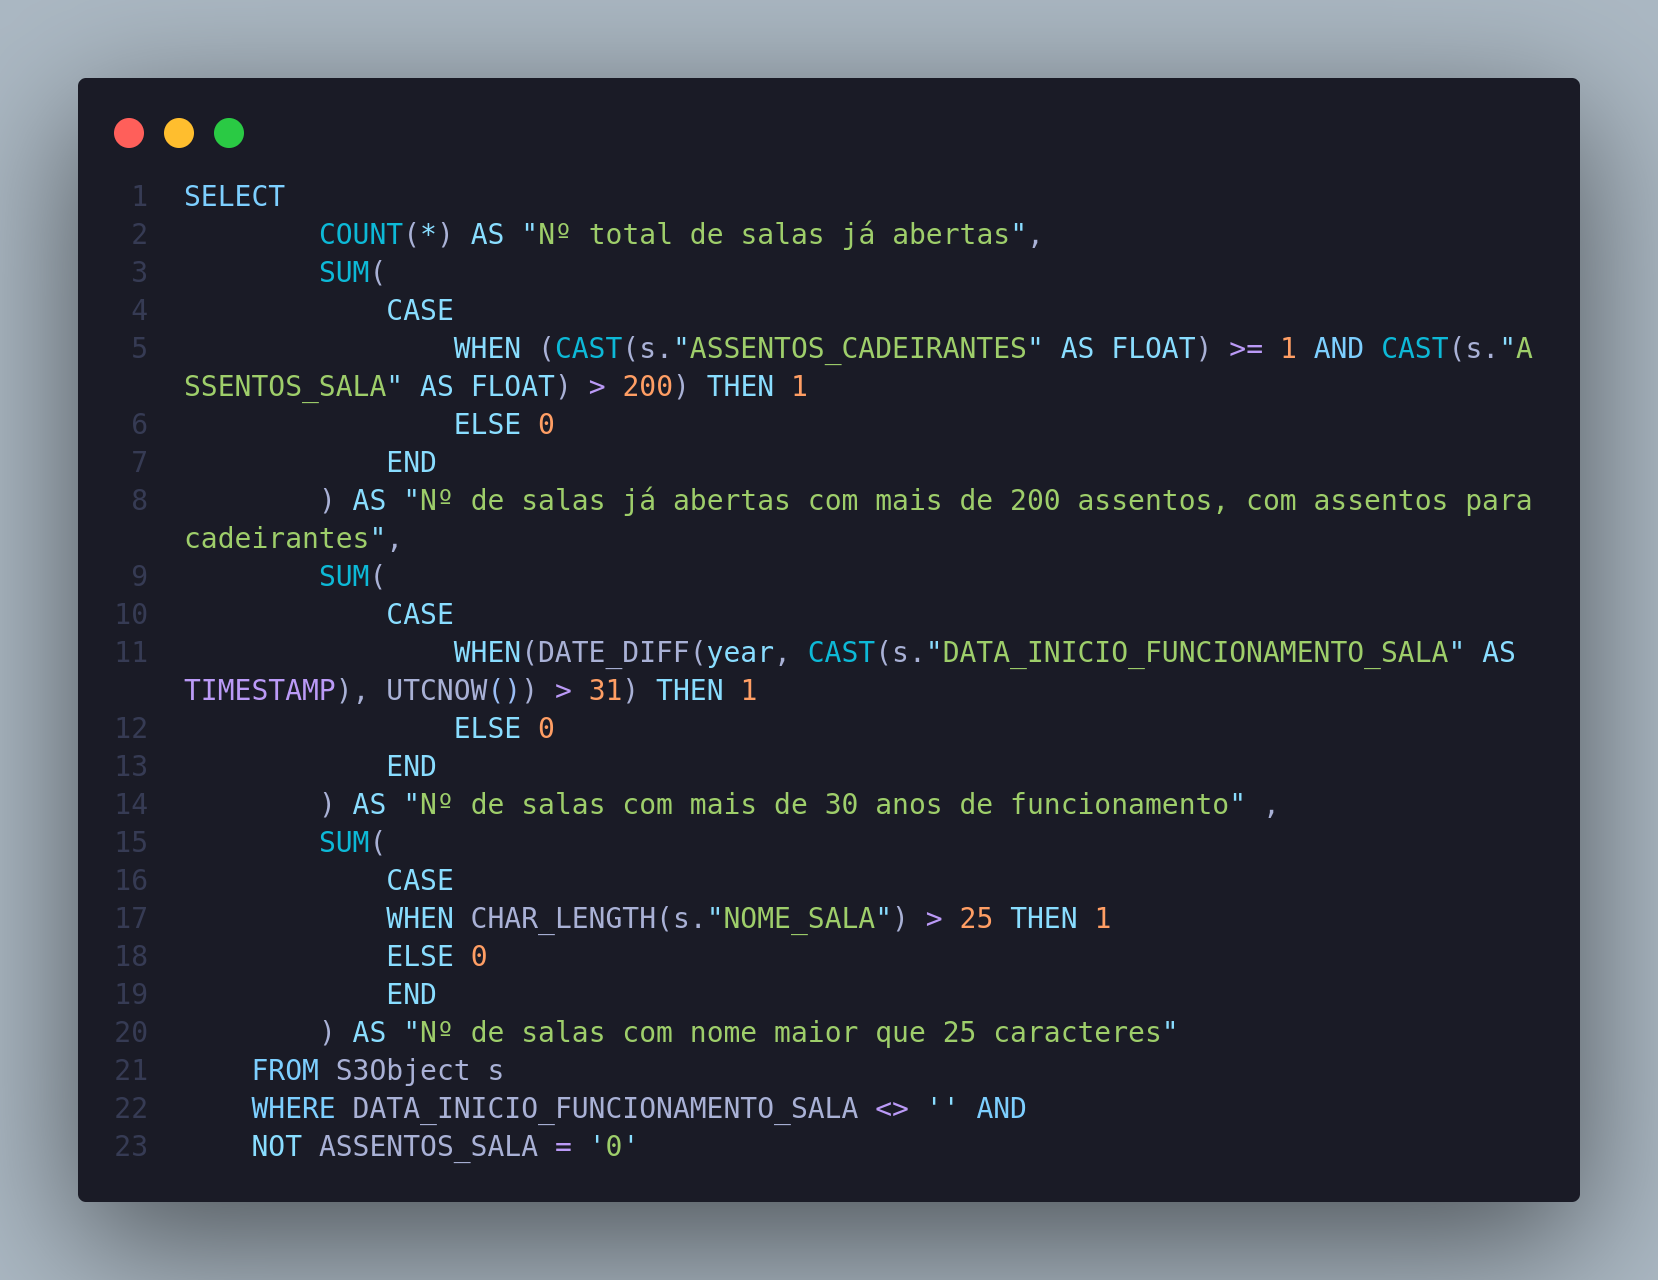 1 SELECT
2         COUNT(*) AS "Nº total de salas já abertas",
3         SUM(
4             CASE
5                 WHEN (CAST(s."ASSENTOS_CADEIRANTES" AS FLOAT) >= 1 AND CAST(s."A
SSENTOS_SALA" AS FLOAT) > 200) THEN 1
6                 ELSE 0
7             END
8         ) AS "Nº de salas já abertas com mais de 200 assentos, com assentos para
cadeirantes",
9         SUM(
10             CASE
11                 WHEN(DATE_DIFF(year, CAST(s."DATA_INICIO_FUNCIONAMENTO_SALA" AS
TIMESTAMP), UTCNOW()) > 31) THEN 1
12                 ELSE 0
13             END
14         ) AS "Nº de salas com mais de 30 anos de funcionamento" ,
15         SUM(
16             CASE
17             WHEN CHAR_LENGTH(s."NOME_SALA") > 25 THEN 1
18             ELSE 0
19             END
20         ) AS "Nº de salas com nome maior que 25 caracteres"
21     FROM S3Object s
22     WHERE DATA_INICIO_FUNCIONAMENTO_SALA <> '' AND
23     NOT ASSENTOS_SALA = '0'